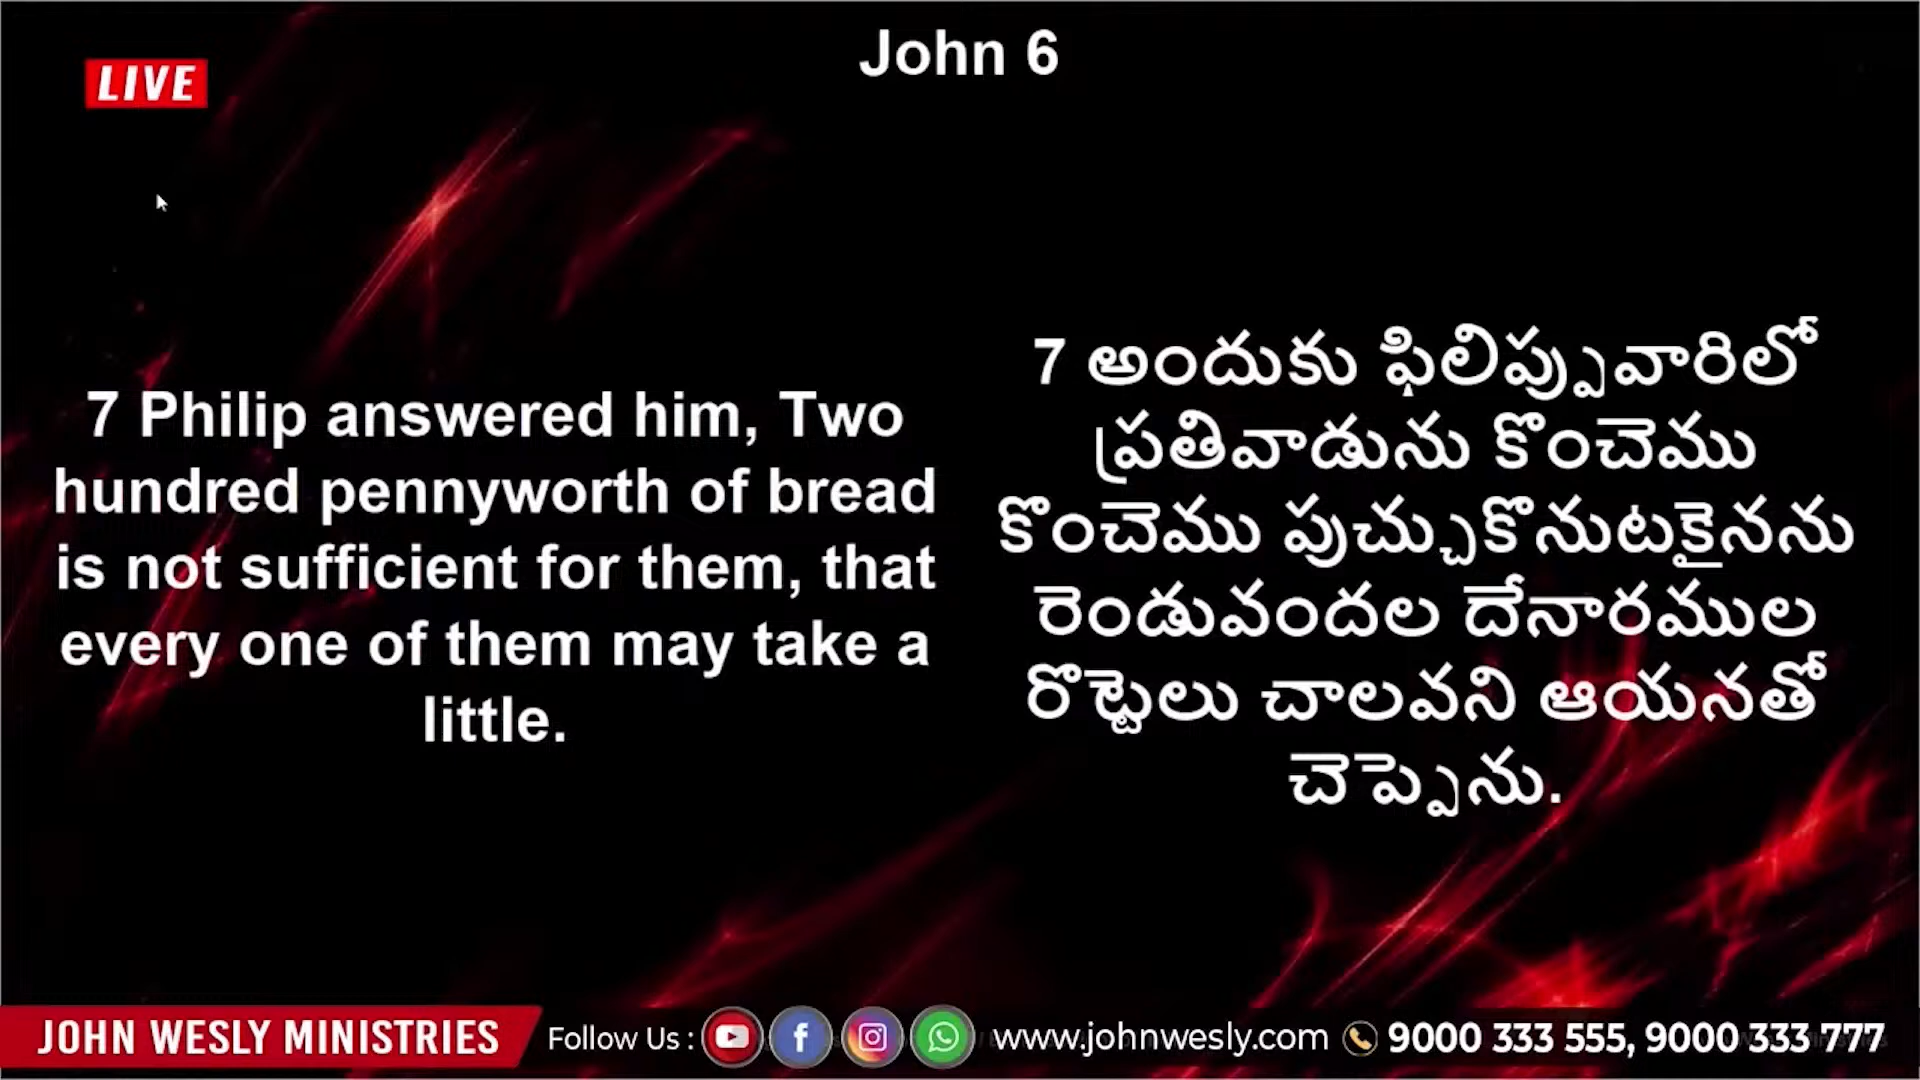 John 6
LIVE
7 Philip answered him, Two
hundred pennyworth of bread
is not sufficient for them, that
every one of them may take a
little.
7 అందుకు ఫిలిప్పువారిలో
ప్రతివాడును కొంచెము
కొంచెము పుచ్చుకొనుటకైనను
రెండువందల దేనారముల
రొట్టెలు చాలవని ఆయనతో
చెప్పెను.
JOHN WESLY MINISTRIES Follow Us : www.johnwesly.com 9000 333 555, 9000 333 777